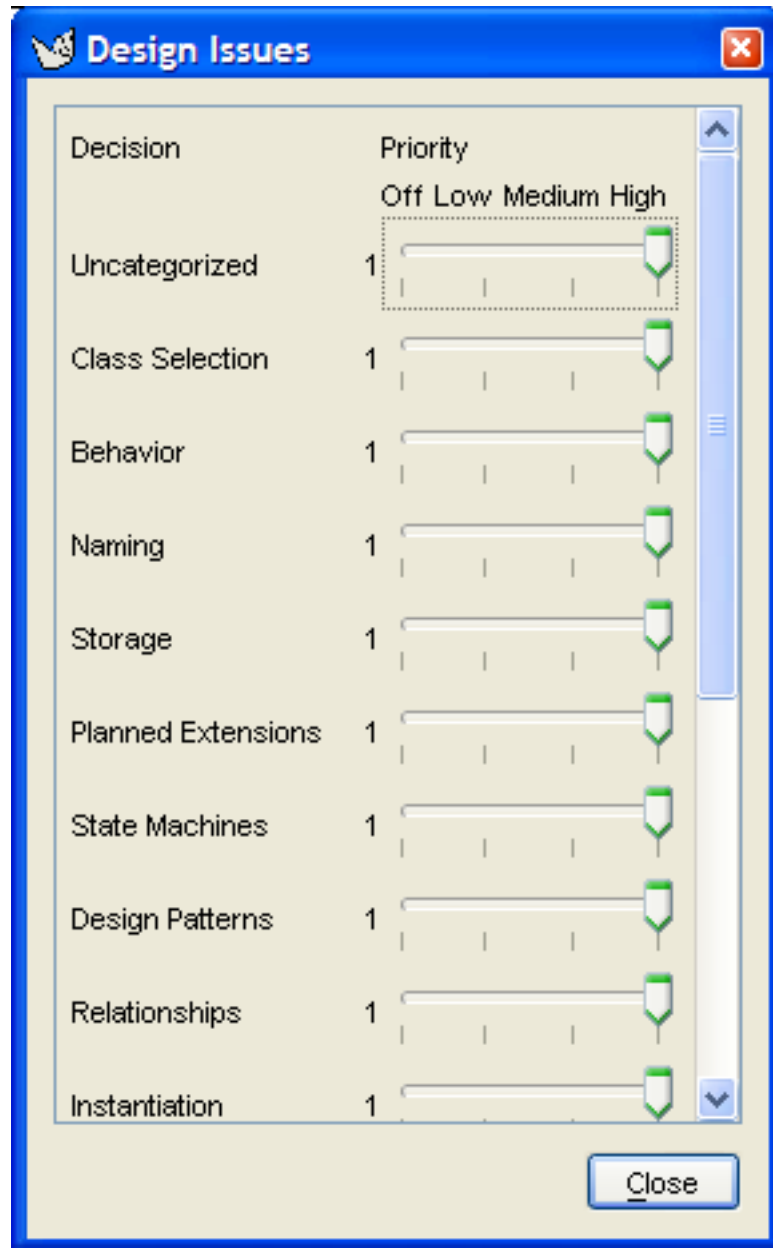 Design Issues
Decision Priority
Off Low Medium High
Uncategorized 1
Class Selection 1
Behavior 1
Naming 1
Storage 1
Planned Extensions 1
State Machines 1
Design Patterns 1
Relationships 1
Instantiation 1
Close